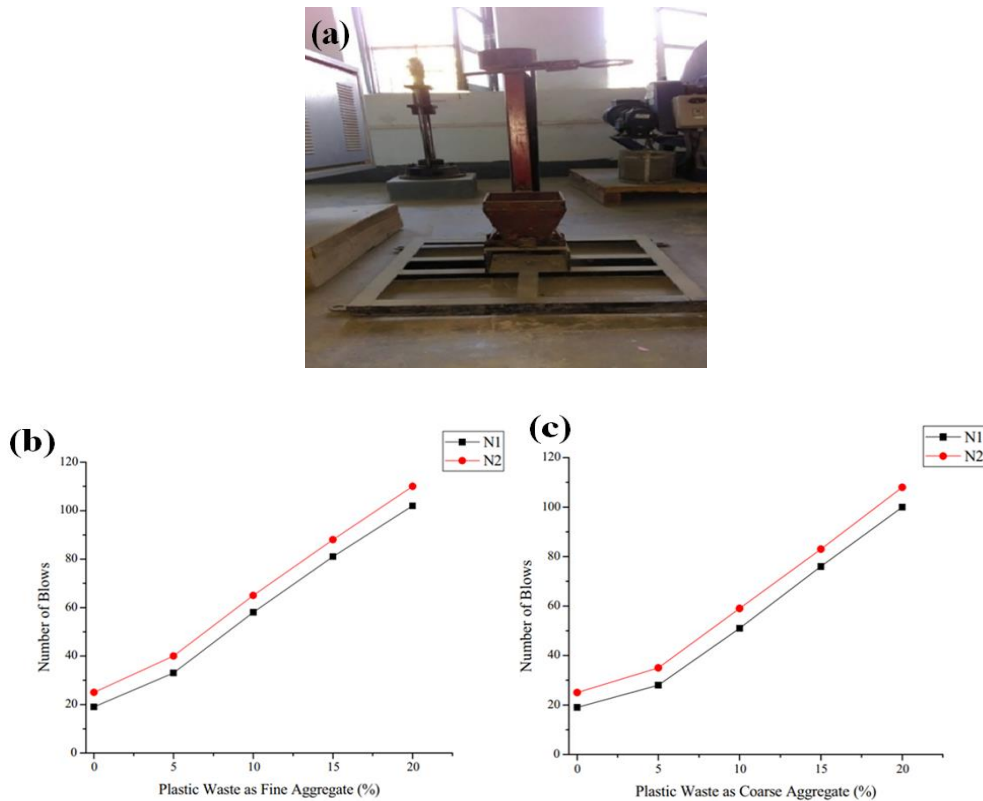 (a)
(b)
N1
N2
120
100
80
60
40
20
0
Number of Blows
0 5 10 15 20
Plastic Waste as Fine Aggregate (%)
(c)
N1
N2
120
100
80
60
40
20
0
Number of Blows
0 5 10 15 20
Plastic Waste as Coarse Aggregate (%)